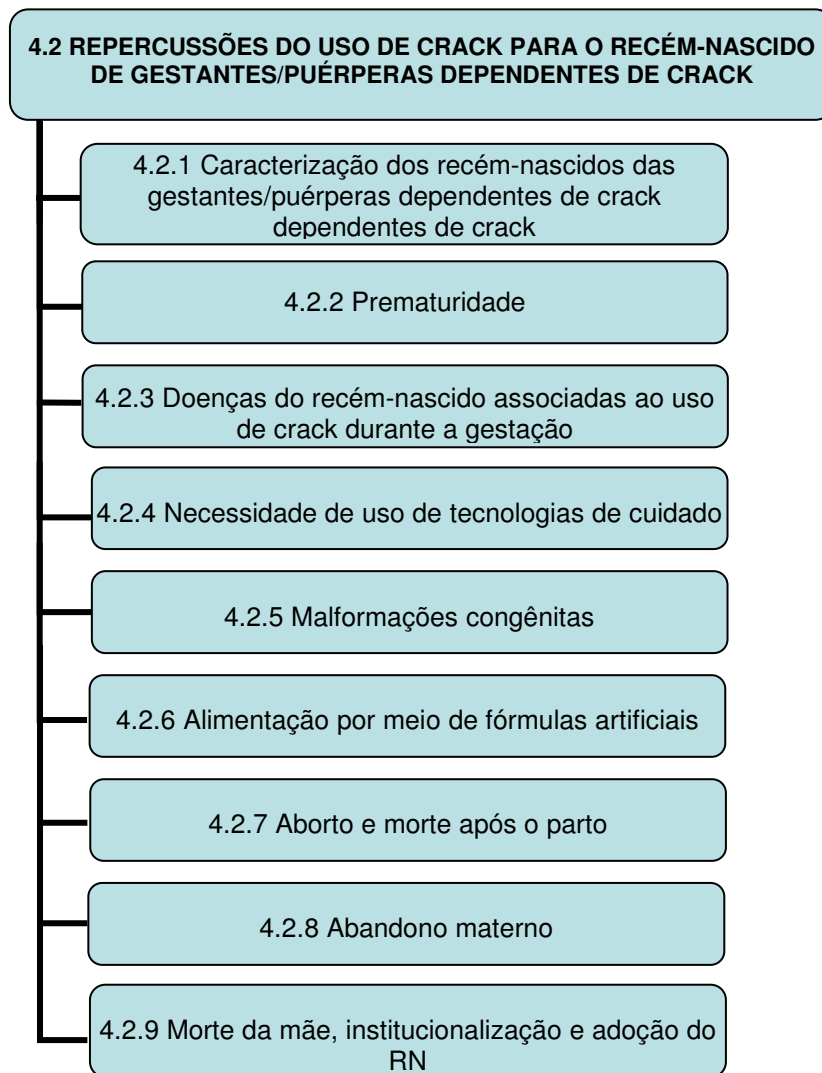 4.2 REPERCUSSÕES DO USO DE CRACK PARA O RECÉM-NASCIDO
DE GESTANTES/PUÉRPERAS DEPENDENTES DE CRACK
4.2.1 Caracterização dos recém-nascidos das
gestantes/puérperas dependentes de crack
dependentes de crack
4.2.2 Prematuridade
4.2.3 Doenças do recém-nascido associadas ao uso
de crack durante a gestação
4.2.4 Necessidade de uso de tecnologias de cuidado
4.2.5 Malformações congênitas
4.2.6 Alimentação por meio de fórmulas artificiais
4.2.7 Aborto e morte após o parto
4.2.8 Abandono materno
4.2.9 Morte da mãe, institucionalização e adoção do
RN